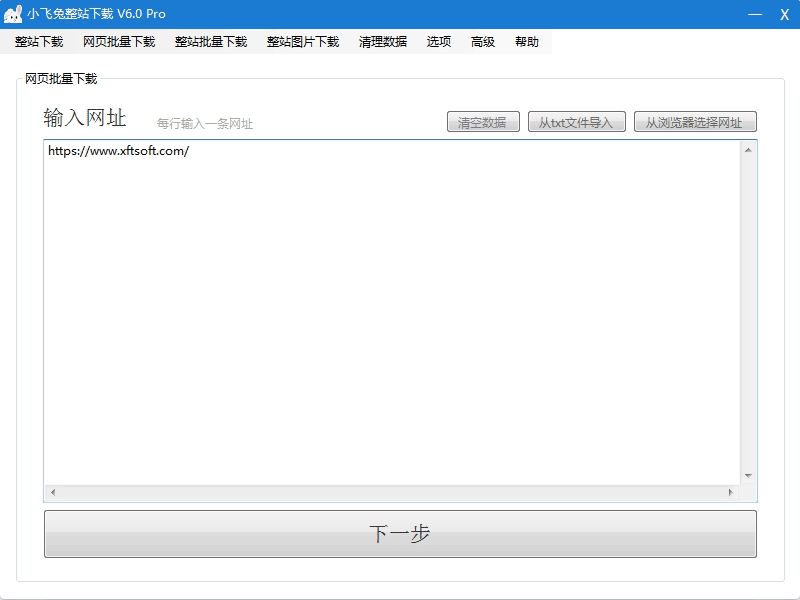 小飞兔整站下载 V6.0 Pro
整站下载 网页批量下载 整站批量下载 整站图片下载 清理数据 选项 高级 帮助
网页批量下载
输入网址 每行输入一条网址 清空数据 从txt文件导入 从浏览器选择网址
https://www.xftsoft.com/
下一步